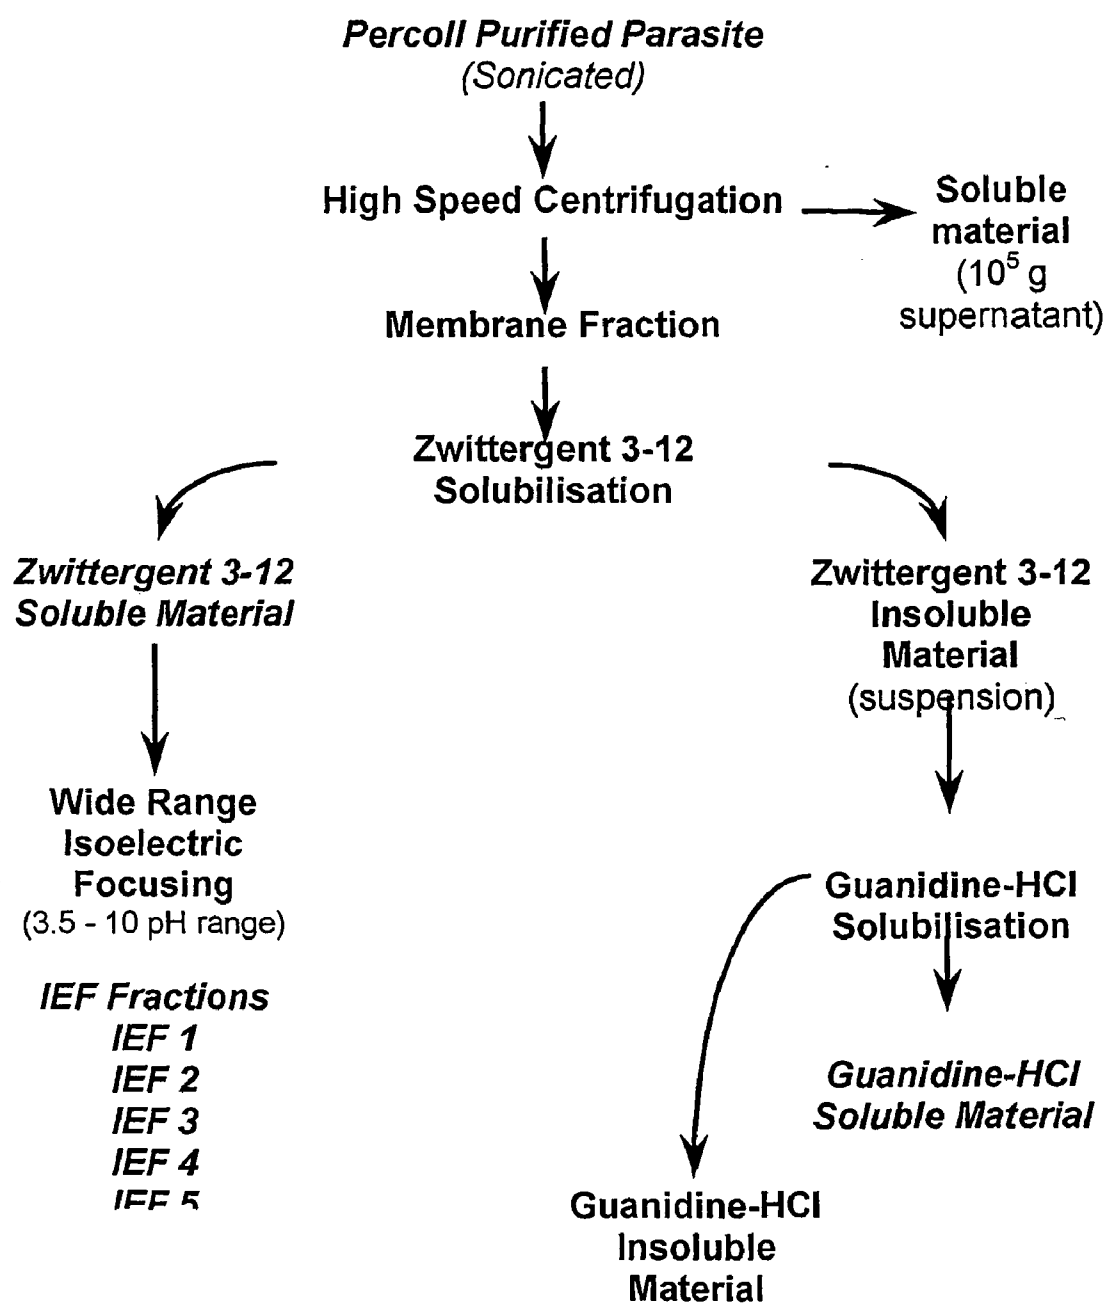 Percoll Purified Parasite
(Sonicated)
High Speed Centrifugation
Soluble
material
(10⁵ g
supernatant)
Membrane Fraction
Zwittergent 3-12
Solubilisation
Zwittergent 3-12
Soluble Material
Zwittergent 3-12
Insoluble
Material
(suspension)
Wide Range
Isoelectric
Focusing
(3.5 - 10 pH range)
Guanidine-HCl
Solubilisation
IEF Fractions
IEF 1
IEF 2
IEF 3
IEF 4
IEF 5
Guanidine-HCl
Soluble Material
Guanidine-HCl
Insoluble
Material